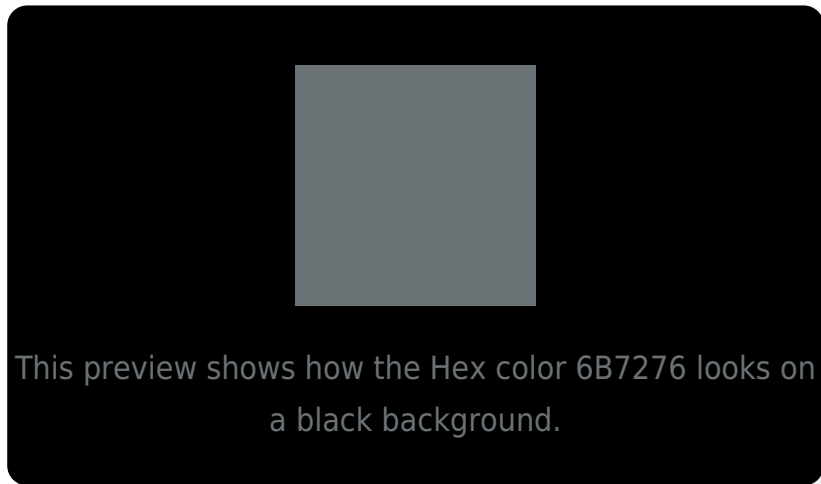 This preview shows how the Hex color 6B7276 looks on
a black background.